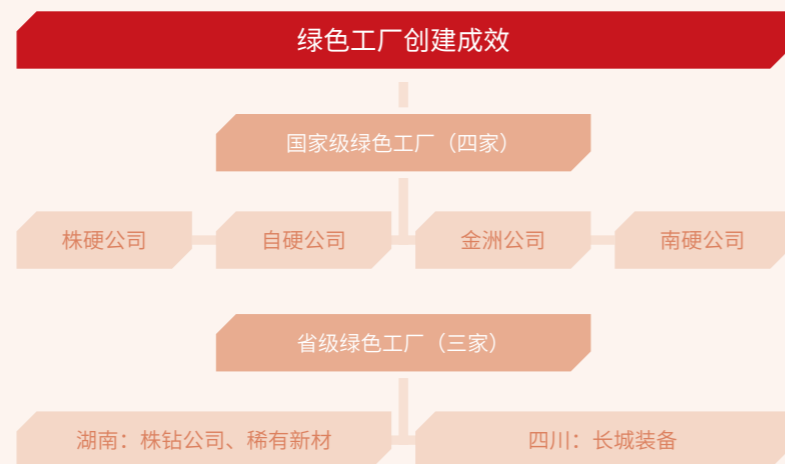 绿色工厂创建成效
国家级绿色工厂（四家）
株硬公司 自硬公司 金洲公司 南硬公司
省级绿色工厂（三家）
湖南：株钻公司、稀有新材 四川：长城装备